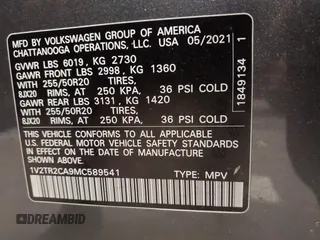 MFD BY VOLKSWAGEN GROUP OF AMERICA
CHATTANOOGA OPERATIONS, LLC. USA 05/2021
GVWR LBS 6019, KG 2730
GAWR FRONT LBS 2998, KG 1360
WITH 255/50R20 TIRES,
8JX20 RIMS, AT 250 KPA, 36 PSI COLD
GAWR REAR LBS 3131, KG 1420
WITH 255/50R20 TIRES,
8JX20 RIMS, AT 250 KPA, 36 PSI COLD
THIS VEHICLE CONFORMS TO ALL APPLICABLE
U.S. FEDERAL MOTOR VEHICLE SAFETY STANDARDS
IN EFFECT ON THE DATE OF MANUFACTURE
SHOWN ABOVE.
1V2TR2CA9MC589541 TYPE: MPV
1849134 1
DREAMBID